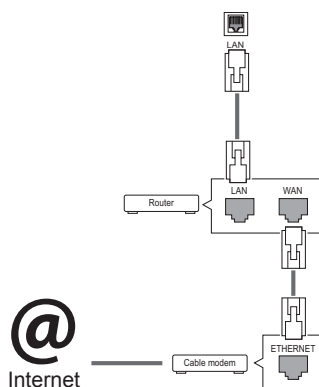 LAN
LAN WAN
Router
ETHERNET
@
Cable modem
Internet